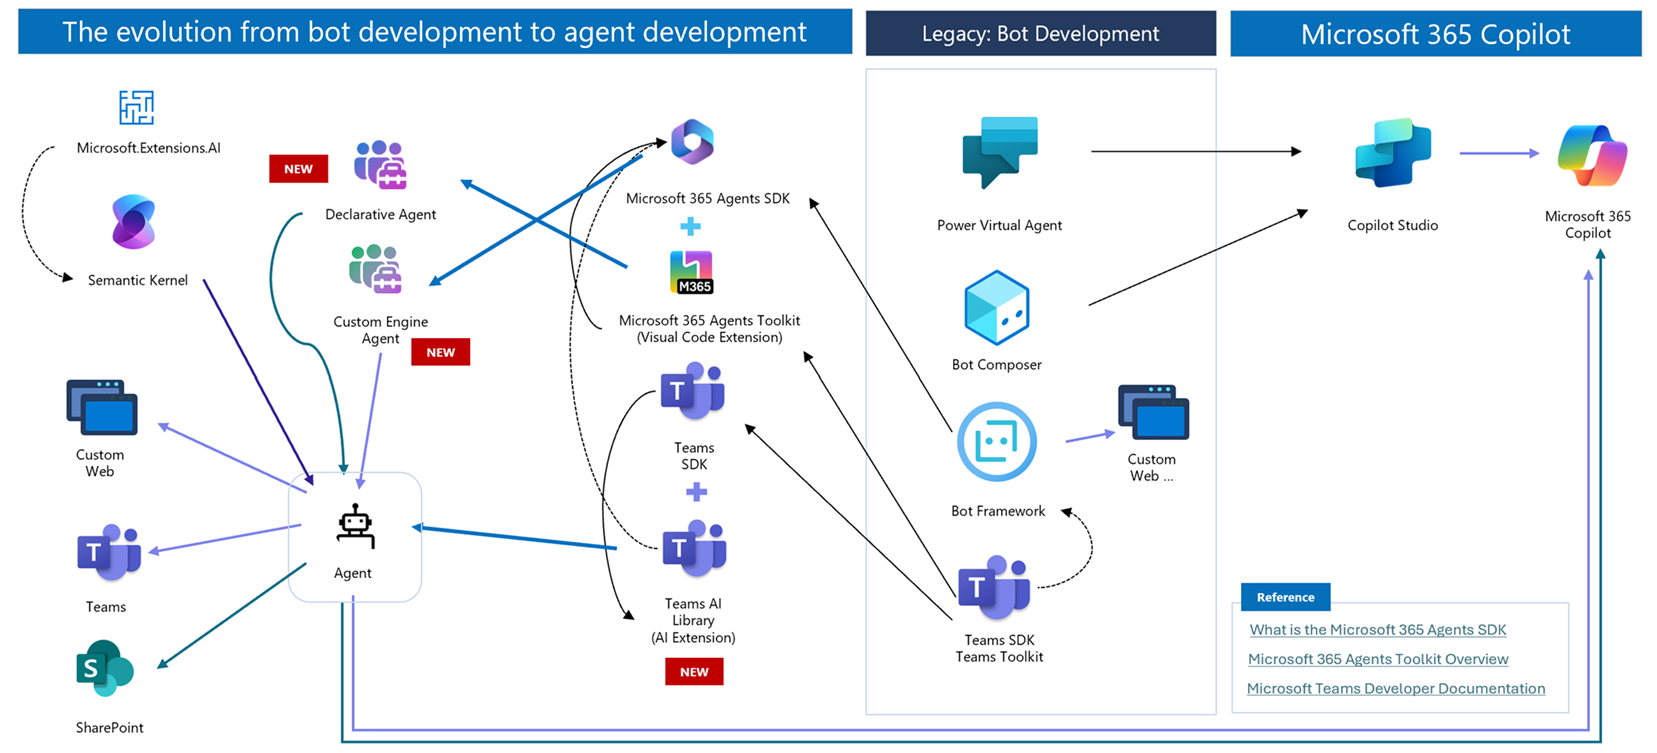 The evolution from bot development to agent development
Legacy: Bot Development
Microsoft 365 Copilot
Microsoft.Extensions.AI
Semantic Kernel
NEW
Declarative Agent
Custom Engine
Agent
NEW
Microsoft 365 Agents SDK
M365
Microsoft 365 Agents Toolkit
(Visual Code Extension)
T
Teams
SDK
T
Teams AI
Library
(AI Extension)
NEW
Custom
Web
T
Teams
S
SharePoint
Agent
Power Virtual Agent
Bot Composer
Bot Framework
Custom
Web ...
T
Teams SDK
Teams Toolkit
Copilot Studio
Microsoft 365
Copilot
Reference
What is the Microsoft 365 Agents SDK
Microsoft 365 Agents Toolkit Overview
Microsoft Teams Developer Documentation